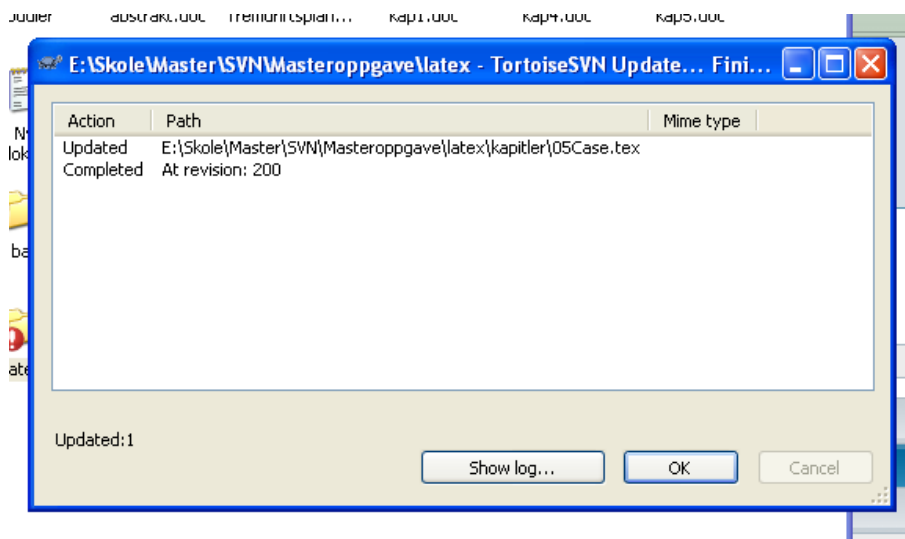 abstrakt.doc kap1.doc kap4.doc kap5.doc
E:\Skole\Master\SVN\Masteroppgave\latex - TortoiseSVN Update... Fini...
Action Path Mime type
Updated E:\Skole\Master\SVN\Masteroppgave\latex\kapitler\05Case.tex
Completed At revision: 200
Updated:1
Show log... OK Cancel